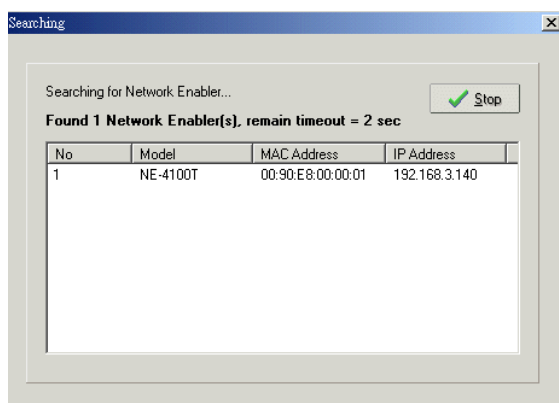 Searching
Searching for Network Enabler...
Stop
Found 1 Network Enabler(s), remain timeout = 2 sec
No Model MAC Address IP Address
1 NE-4100T 00:90:E8:00:00:01 192.168.3.140